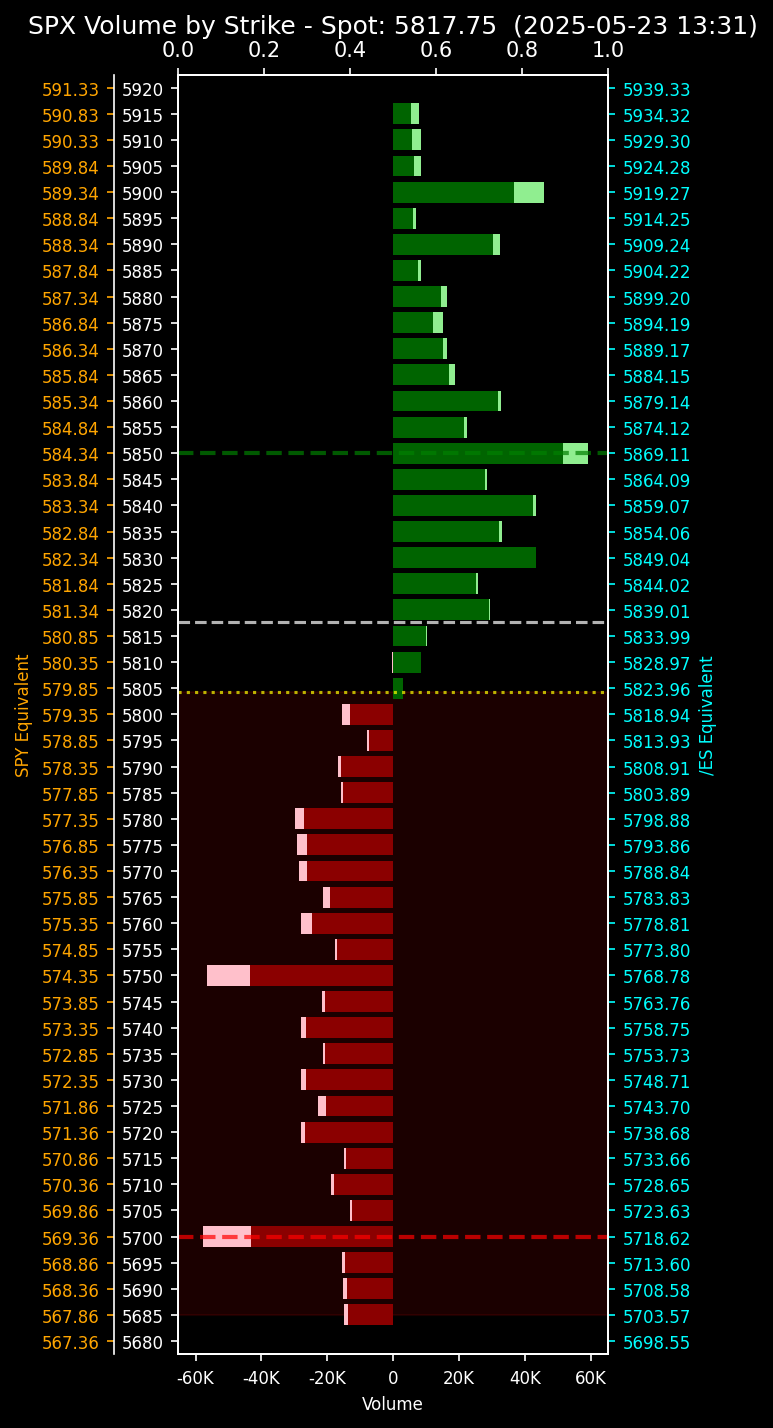 SPX Volume by Strike - Spot: 5817.75 (2025-05-23 13:31)
0.0 0.2 0.4 0.6 0.8 1.0
591.33 5920 5939.33
590.83 5915 5934.32
590.33 5910 5929.30
589.84 5905 5924.28
589.34 5900 5919.27
588.84 5895 5914.25
588.34 5890 5909.24
587.84 5885 5904.22
587.34 5880 5899.20
586.84 5875 5894.19
586.34 5870 5889.17
585.84 5865 5884.15
585.34 5860 5879.14
584.84 5855 5874.12
584.34 5850 5869.11
583.84 5845 5864.09
583.34 5840 5859.07
582.84 5835 5854.06
582.34 5830 5849.04
581.84 5825 5844.02
581.34 5820 5839.01
580.85 5815 5833.99
580.35 5810 5828.97
579.85 5805 5823.96
579.35 5800 5818.94
578.85 5795 5813.93
578.35 5790 5808.91
577.85 5785 5803.89
577.35 5780 5798.88
576.85 5775 5793.86
576.35 5770 5788.84
575.85 5765 5783.83
575.35 5760 5778.81
574.85 5755 5773.80
574.35 5750 5768.78
573.85 5745 5763.76
573.35 5740 5758.75
572.85 5735 5753.73
572.35 5730 5748.71
571.86 5725 5743.70
571.36 5720 5738.68
570.86 5715 5733.66
570.36 5710 5728.65
569.86 5705 5723.63
569.36 5700 5718.62
568.86 5695 5713.60
568.36 5690 5708.58
567.86 5685 5703.57
567.36 5680 5698.55
SPY Equivalent
/ES Equivalent
-60K -40K -20K 0 20K 40K 60K
Volume